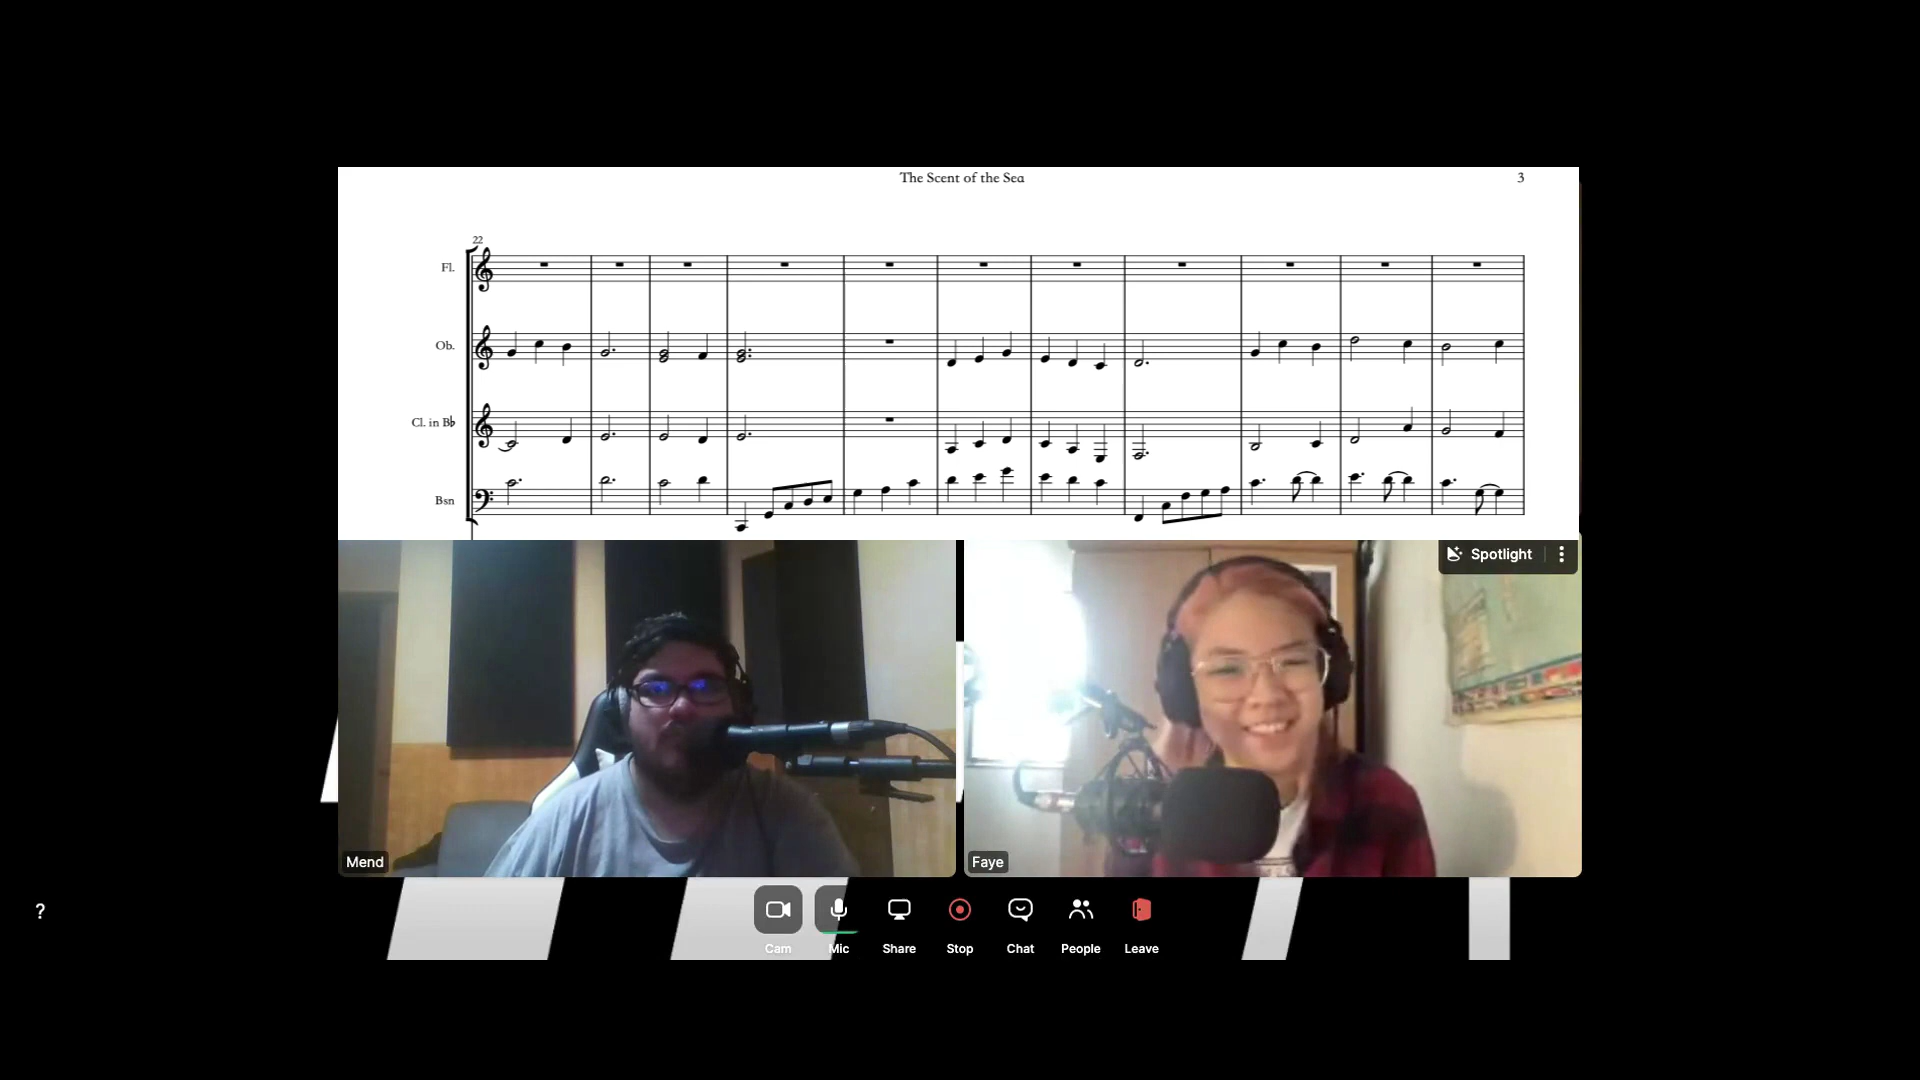 The Scent of the Sea
3
22
Fl.
Ob.
Cl. in B♭
Bsn
Spotlight
Mend
Faye
?
Cam
Mic
Share
Stop
Chat
People
Leave